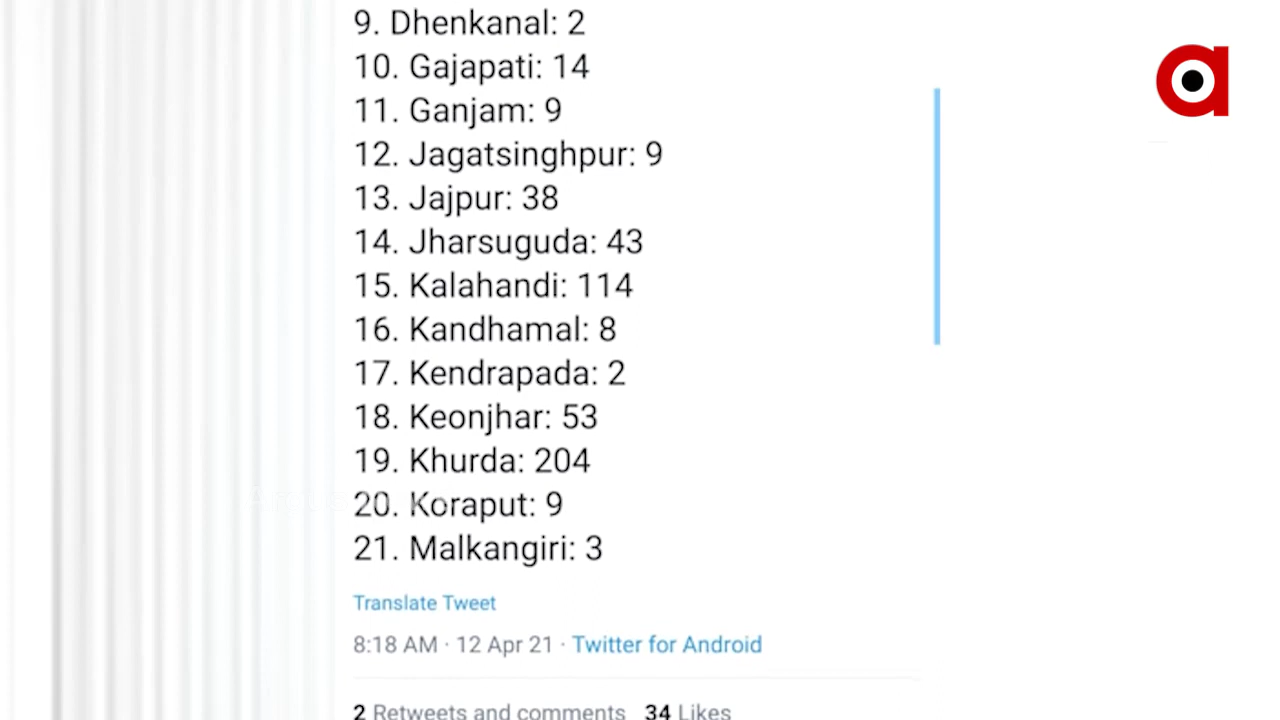 9. Dhenkanal: 2
10. Gajapati: 14
11. Ganjam: 9
12. Jagatsinghpur: 9
13. Jajpur: 38
14. Jharsuguda: 43
15. Kalahandi: 114
16. Kandhamal: 8
17. Kendrapada: 2
18. Keonjhar: 53
19. Khurda: 204
20. Koraput: 9
21. Malkangiri: 3
Translate Tweet
8:18 AM · 12 Apr 21 · Twitter for Android
2 Retweets and comments 34 Likes